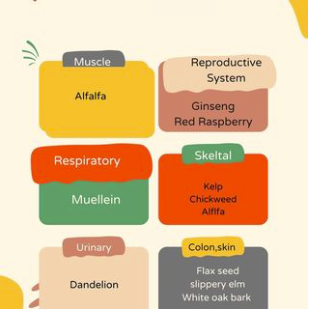 Muscle
Alfalfa
Reproductive
System
Ginseng
Red Raspberry
Respiratory
Muellein
Skeltal
Kelp
Chickweed
Alflfa
Urinary
Dandelion
Colon,skin
Flax seed
slippery elm
White oak bark